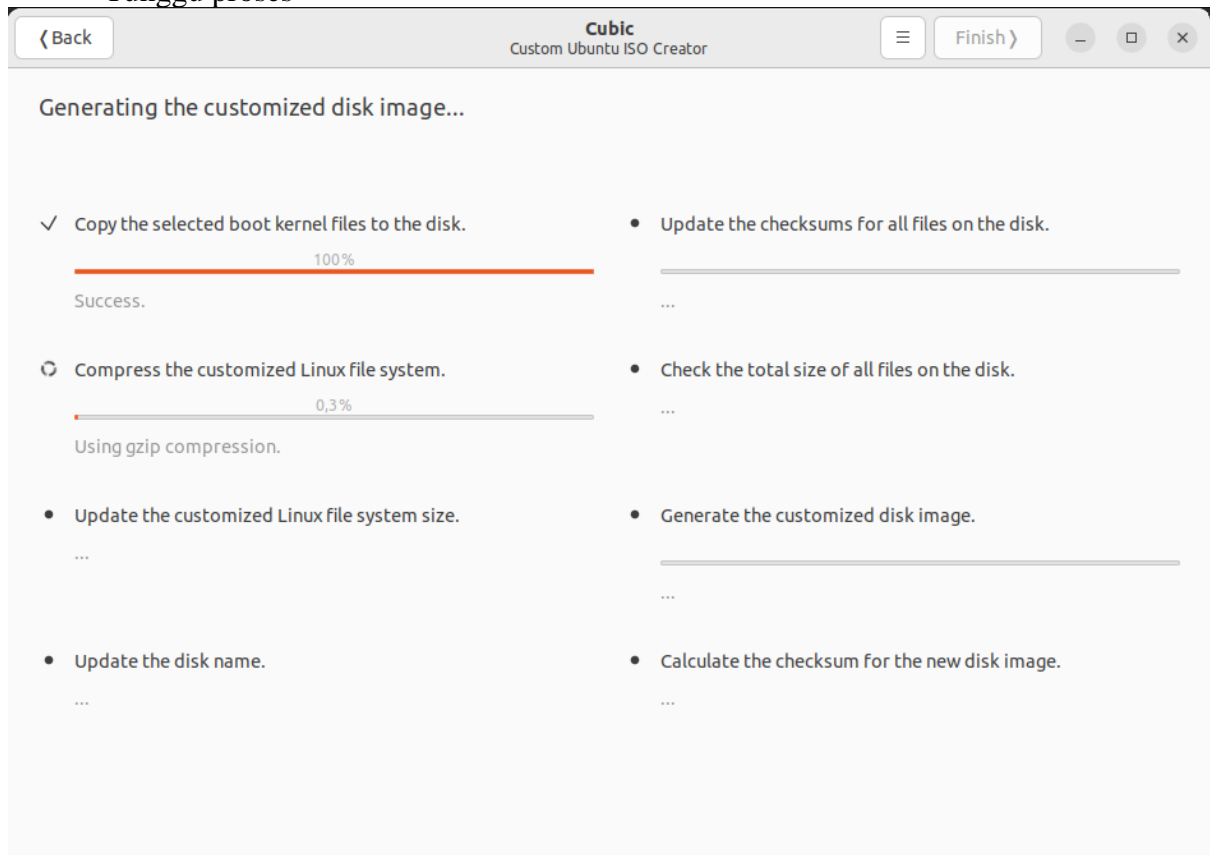 Tunggu proses
Back
Cubic
Custom Ubuntu ISO Creator
Finish
Generating the customized disk image...
Copy the selected boot kernel files to the disk.
100%
Success.
Compress the customized Linux file system.
0,3%
Using gzip compression.
Update the customized Linux file system size.
...
Update the disk name.
...
Update the checksums for all files on the disk.
...
Check the total size of all files on the disk.
...
Generate the customized disk image.
...
Calculate the checksum for the new disk image.
...